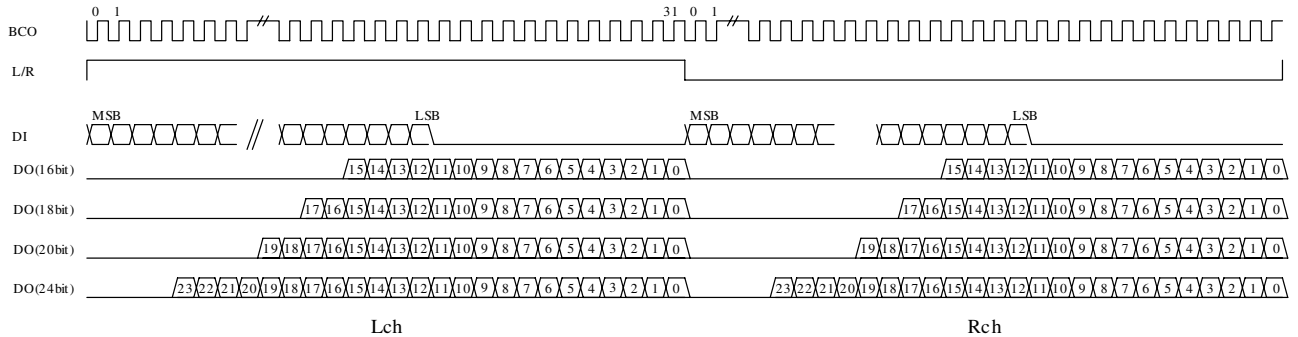 0 1 31 0 1
BCO
L/R
MSB LSB MSB LSB
DI
DO(16bit) 15 14 13 12 11 10 9 8 7 6 5 4 3 2 1 0 15 14 13 12 11 10 9 8 7 6 5 4 3 2 1 0
DO(18bit) 17 16 15 14 13 12 11 10 9 8 7 6 5 4 3 2 1 0 17 16 15 14 13 12 11 10 9 8 7 6 5 4 3 2 1 0
DO(20bit) 19 18 17 16 15 14 13 12 11 10 9 8 7 6 5 4 3 2 1 0 19 18 17 16 15 14 13 12 11 10 9 8 7 6 5 4 3 2 1 0
DO(24bit) 23 22 21 20 19 18 17 16 15 14 13 12 11 10 9 8 7 6 5 4 3 2 1 0 23 22 21 20 19 18 17 16 15 14 13 12 11 10 9 8 7 6 5 4 3 2 1 0
Lch Rch